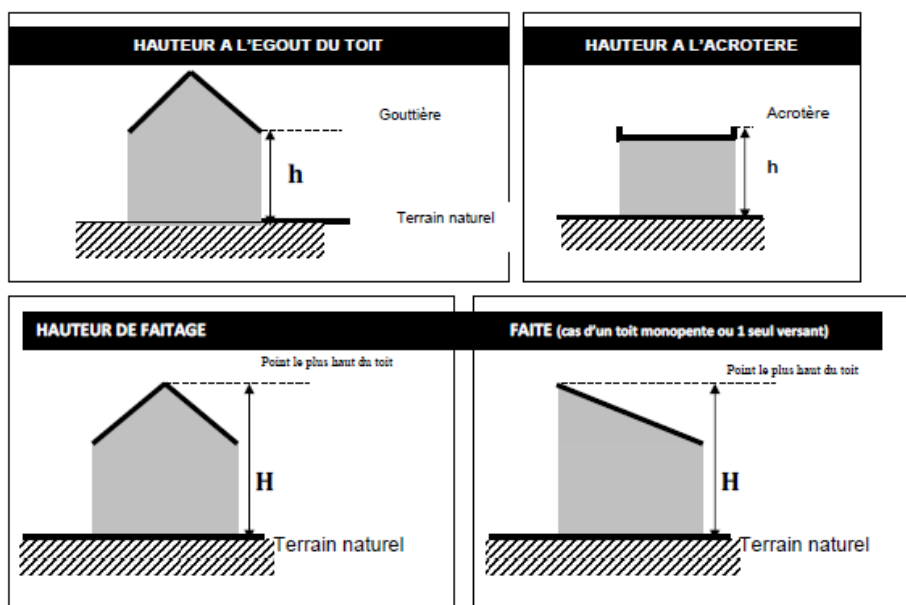 HAUTEUR A L'EGOUT DU TOIT
Gouttière
h
Terrain naturel
HAUTEUR A L'ACROTERE
Acrotère
h
HAUTEUR DE FAITAGE
Point le plus haut du toit
H
Terrain naturel
FAITE (cas d'un toit monopente ou 1 seul versant)
Point le plus haut du toit
H
Terrain naturel